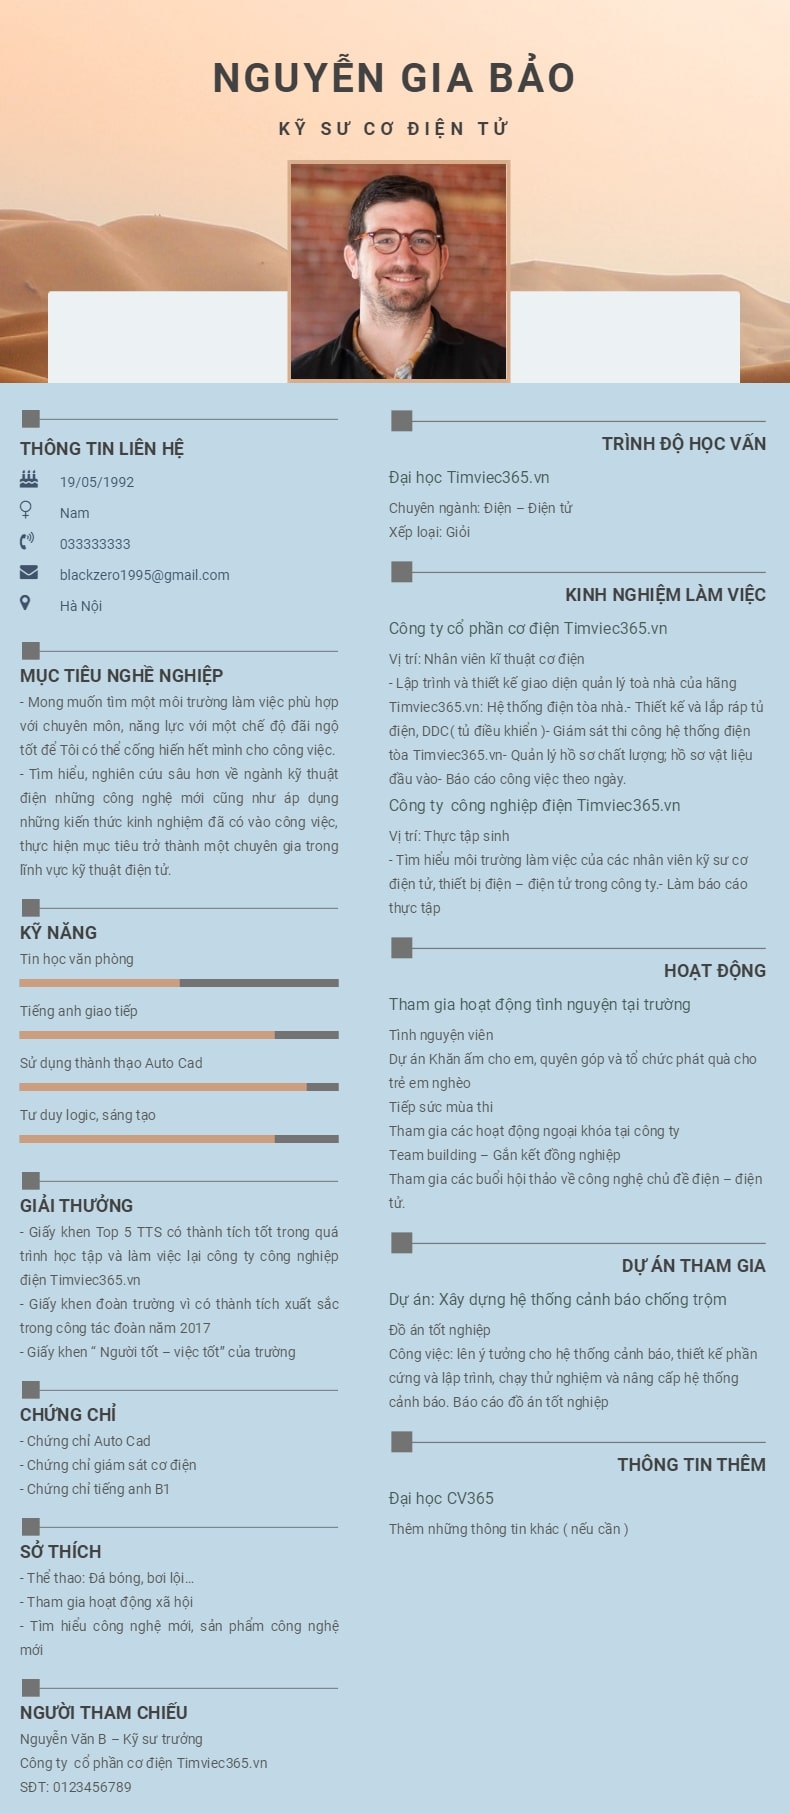 NGUYỄN GIA BẢO
KỸ SƯ CƠ ĐIỆN TỬ
THÔNG TIN LIÊN HỆ
19/05/1992
Nam
033333333
blackzero1995@gmail.com
Hà Nội
MỤC TIÊU NGHỀ NGHIỆP
- Mong muốn tìm một môi trường làm việc phù hợp
với chuyên môn, năng lực với một chế độ đãi ngộ
tốt để Tôi có thể cống hiến hết mình cho công việc.
- Tìm hiểu, nghiên cứu sâu hơn về ngành kỹ thuật
điện những công nghệ mới cũng như áp dụng
những kiến thức kinh nghiệm đã có vào công việc,
thực hiện mục tiêu trở thành một chuyên gia trong
lĩnh vực kỹ thuật điện tử.
KỸ NĂNG
Tin học văn phòng
Tiếng anh giao tiếp
Sử dụng thành thạo Auto Cad
Tư duy logic, sáng tạo
GIẢI THƯỞNG
- Giấy khen Top 5 TTS có thành tích tốt trong quá
trình học tập và làm việc lại công ty công nghiệp
điện Timviec365.vn
- Giấy khen đoàn trường vì có thành tích xuất sắc
trong công tác đoàn năm 2017
- Giấy khen “ Người tốt – việc tốt” của trường
CHỨNG CHỈ
- Chứng chỉ Auto Cad
- Chứng chỉ giám sát cơ điện
- Chứng chỉ tiếng anh B1
SỞ THÍCH
- Thể thao: Đá bóng, bơi lội...
- Tham gia hoạt động xã hội
- Tìm hiểu công nghệ mới, sản phẩm công nghệ
mới
NGƯỜI THAM CHIẾU
Nguyễn Văn B – Kỹ sư trưởng
Công ty cổ phần cơ điện Timviec365.vn
SĐT: 0123456789
TRÌNH ĐỘ HỌC VẤN
Đại học Timviec365.vn
Chuyên ngành: Điện – Điện tử
Xếp loại: Giỏi
KINH NGHIỆM LÀM VIỆC
Công ty cổ phần cơ điện Timviec365.vn
Vị trí: Nhân viên kĩ thuật cơ điện
- Lập trình và thiết kế giao diện quản lý toà nhà của hãng
Timviec365.vn: Hệ thống điện tòa nhà.- Thiết kế và lắp ráp tủ
điện, DDC( tủ điều khiển )- Giám sát thi công hệ thống điện
tòa Timviec365.vn- Quản lý hồ sơ chất lượng; hồ sơ vật liệu
đầu vào- Báo cáo công việc theo ngày.
Công ty công nghiệp điện Timviec365.vn
Vị trí: Thực tập sinh
- Tìm hiểu môi trường làm việc của các nhân viên kỹ sư cơ
điện tử, thiết bị điện – điện tử trong công ty.- Làm báo cáo
thực tập
HOẠT ĐỘNG
Tham gia hoạt động tình nguyện tại trường
Tình nguyện viên
Dự án Khăn ấm cho em, quyên góp và tổ chức phát quà cho
trẻ em nghèo
Tiếp sức mùa thi
Tham gia các hoạt động ngoại khóa tại công ty
Team building – Gắn kết đồng nghiệp
Tham gia các buổi hội thảo về công nghệ chủ đề điện – điện
tử.
DỰ ÁN THAM GIA
Dự án: Xây dựng hệ thống cảnh báo chống trộm
Đồ án tốt nghiệp
Công việc: lên ý tưởng cho hệ thống cảnh báo, thiết kế phần
cứng và lập trình, chạy thử nghiệm và nâng cấp hệ thống
cảnh báo. Báo cáo đồ án tốt nghiệp
THÔNG TIN THÊM
Đại học CV365
Thêm những thông tin khác ( nếu cần )